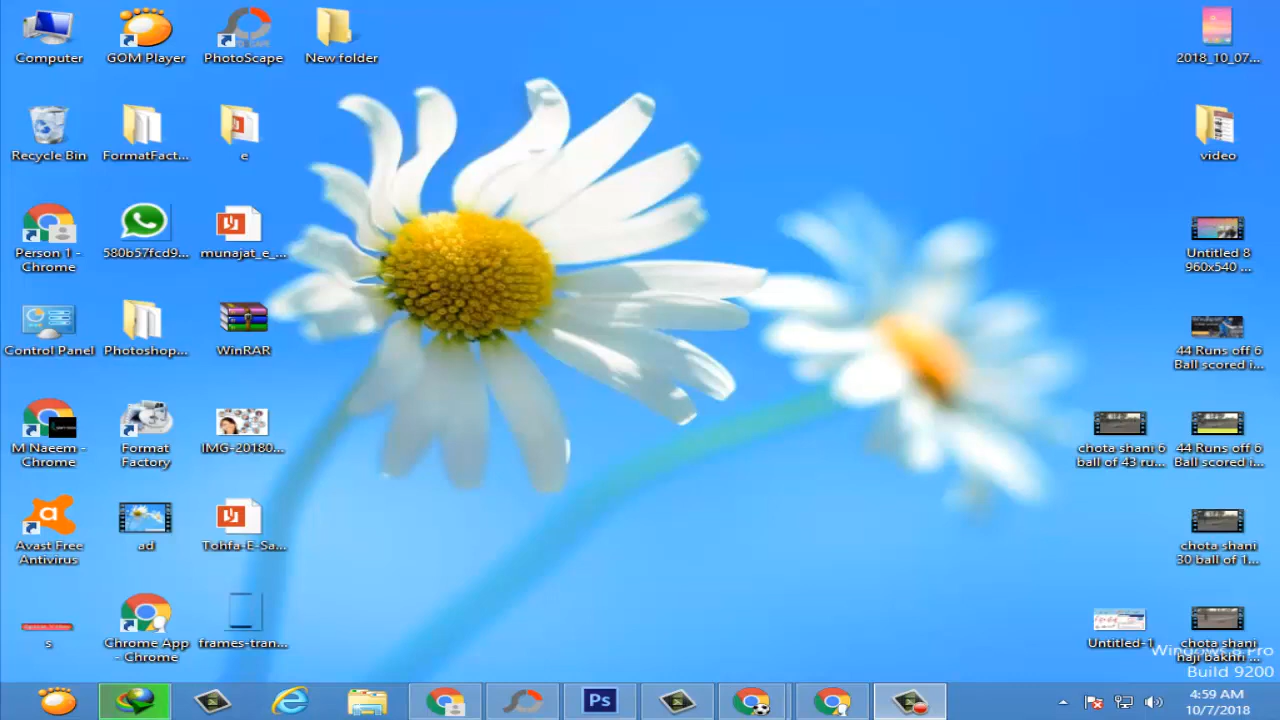 Computer
GOM Player
PhotoScape
New folder
2018_10_07...
Recycle Bin
FormatFact...
e
video
Person 1 -
Chrome
580b57fcd9...
munajat_e_...
Untitled 8
960x540 ...
Control Panel
Photoshop...
WinRAR
44 Runs off 6
Ball scored i...
M Naeem -
Chrome
Format
Factory
IMG-20180...
chota shani 6
ball of 43 ru...
44 Runs off 6
Ball scored i...
Avast Free
Antivirus
ad
Tohfa-E-Sa...
chota shani
30 ball of 1...
s
Chrome App
- Chrome
frames-tran...
Untitled-1
chota shani
haji bakhri ...
Windows 8 Pro
Build 9200
Ps
4:59 AM
10/7/2018